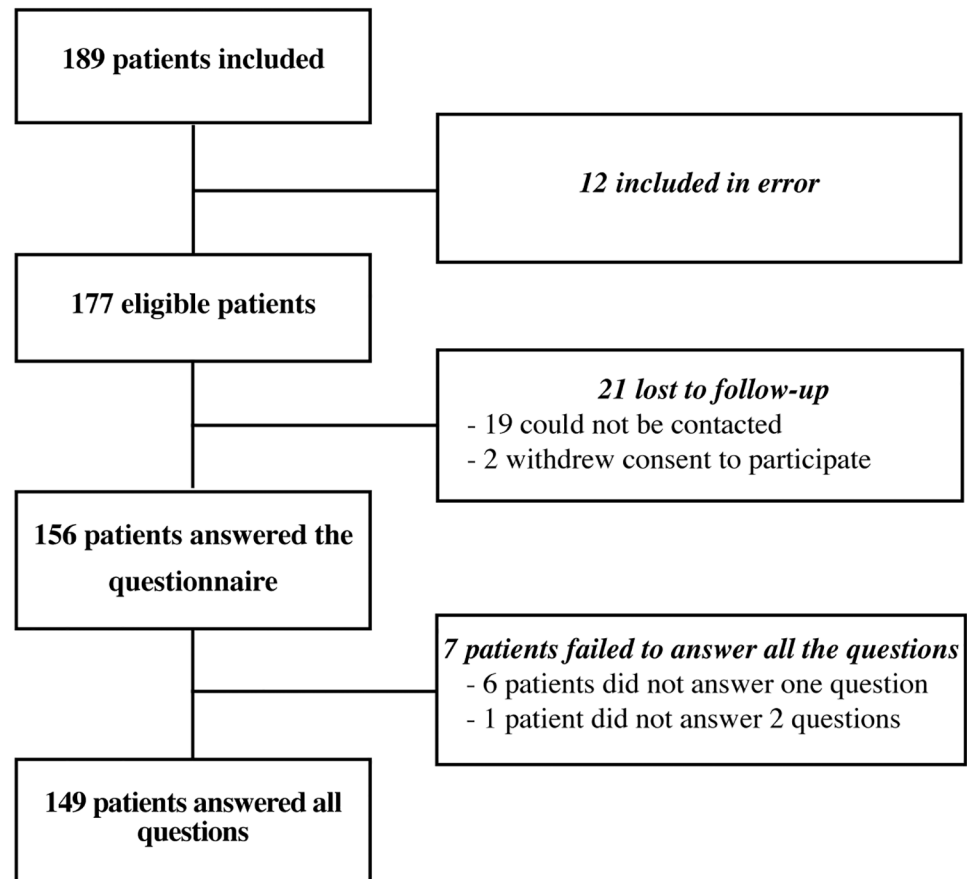 189 patients included
12 included in error
177 eligible patients
21 lost to follow-up
- 19 could not be contacted
- 2 withdrew consent to participate
156 patients answered the
questionnaire
7 patients failed to answer all the questions
- 6 patients did not answer one question
- 1 patient did not answer 2 questions
149 patients answered all
questions